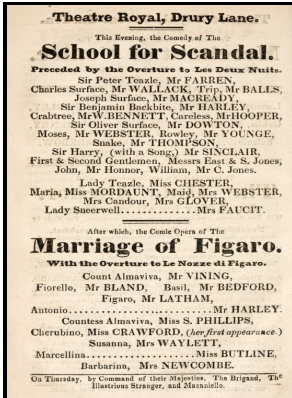 Theatre Royal, Drury Lane.
This Evening, the Comedy of The
School for Scandal.
Preceded by the Overture to Les Deux Nuits.
Sir Peter Teazle, Mr FARREN,
Charles Surface, Mr WALLACK, Trip, Mr BALLS,
Joseph Surface, Mr MACREADY,
Sir Benjamin Backbite, Mr HARLEY,
Crabtree, Mr W. BENNETT, Careless, Mr HOOPER,
Sir Oliver Surface, Mr DOWTON,
Moses, Mr WEBSTER, Rowley, Mr YOUNGE,
Snake, Mr THOMPSON,
Sir Harry, (with a Song,) Mr SINCLAIR,
First & Second Gentlemen, Messrs East & S. Jones,
John, Mr Honnor, William, Mr C. Jones.
Lady Teazle, Miss CHESTER,
Maria, Miss MORDAUNT, Maid, Mrs WEBSTER,
Mrs Candour, Mrs GLOVER,
Lady Sneerwell..............Mrs FAUCIT.
After which, the Comic Opera of The
Marriage of Figaro.
With the Overture to Le Nozze di Figaro.
Count Almaviva, Mr VINING,
Fiorello, Mr BLAND, Basil, Mr BEDFORD,
Figaro, Mr LATHAM,
Antonio..............................Mr HARLEY.
Countess Almaviva, Miss S. PHILLIPS,
Cherubino, Miss CRAWFORD, (her first appearance.)
Susanna, Mrs WAYLETT,
Marcellina......................Miss BUTLINE,
Barbarina, Mrs NEWCOMBE.
On Thursday, by Command of their Majesties, The Brigand, The
Illustrious Stranger, and Masaniello.